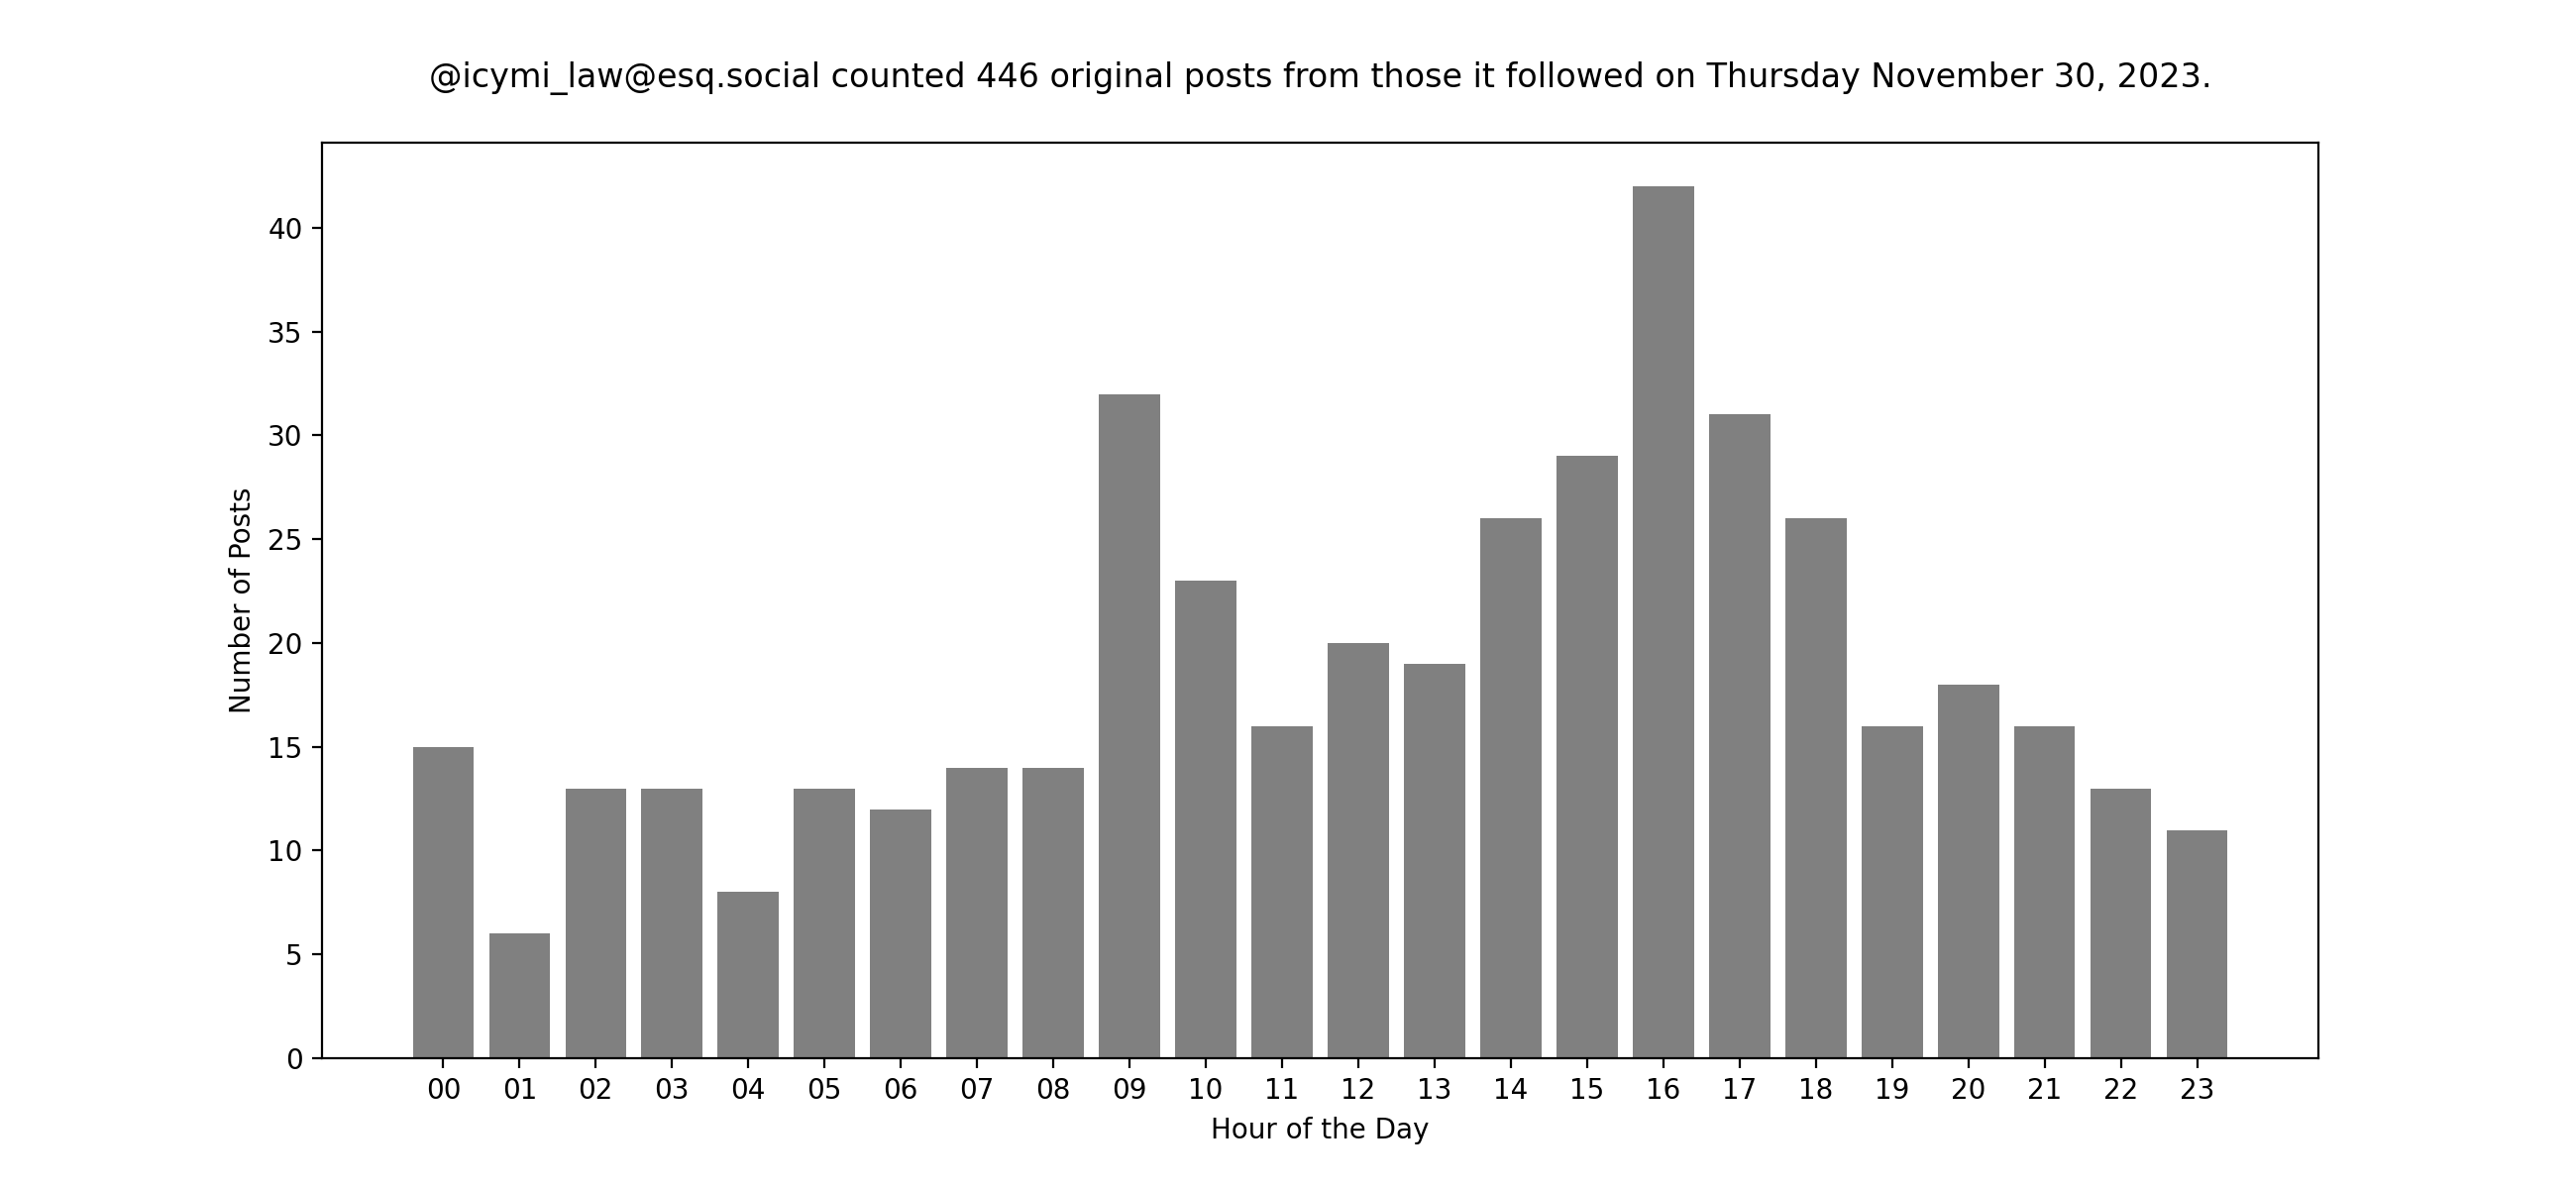 @icymi_law@esq.social counted 446 original posts from those it followed on Thursday November 30, 2023.
40
35
30
25
20
15
10
5
0
Number of Posts
00 01 02 03 04 05 06 07 08 09 10 11 12 13 14 15 16 17 18 19 20 21 22 23
Hour of the Day